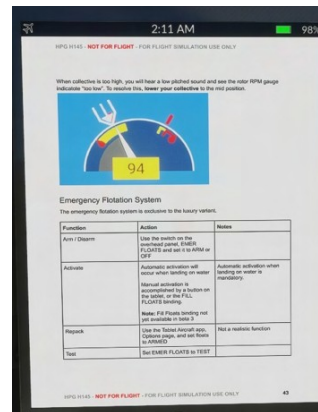 2:11 AM
98%
HPG H145 - NOT FOR FLIGHT - FOR FLIGHT SIMULATION USE ONLY
When collective is too high, you will hear a low pitched sound and see the rotor RPM gauge
indicatate "too low". To resolve this, lower your collective to the mid position.
94
Emergency Flotation System
The emergency flotation system is exclusive to the luxury variant.
Function Action Notes
Arm / Disarm Use the switch on the
overhead panel, EMER
FLOATS and set it to ARM or
OFF
Activate Automatic activation will Automatic activation when
occur when landing on water landing on water is
mandatory.
Manual activation is
accomplished by a button on
the tablet, or the FILL
FLOATS binding.
Note: Fill Floats binding not
yet available in beta 3
Repack Use the Tablet Aircraft app, Not a realistic function
Options page, and set floats
to ARMED
Test Set EMER FLOATS to TEST
HPG H145 - NOT FOR FLIGHT - FOR FLIGHT SIMULATION USE ONLY 43